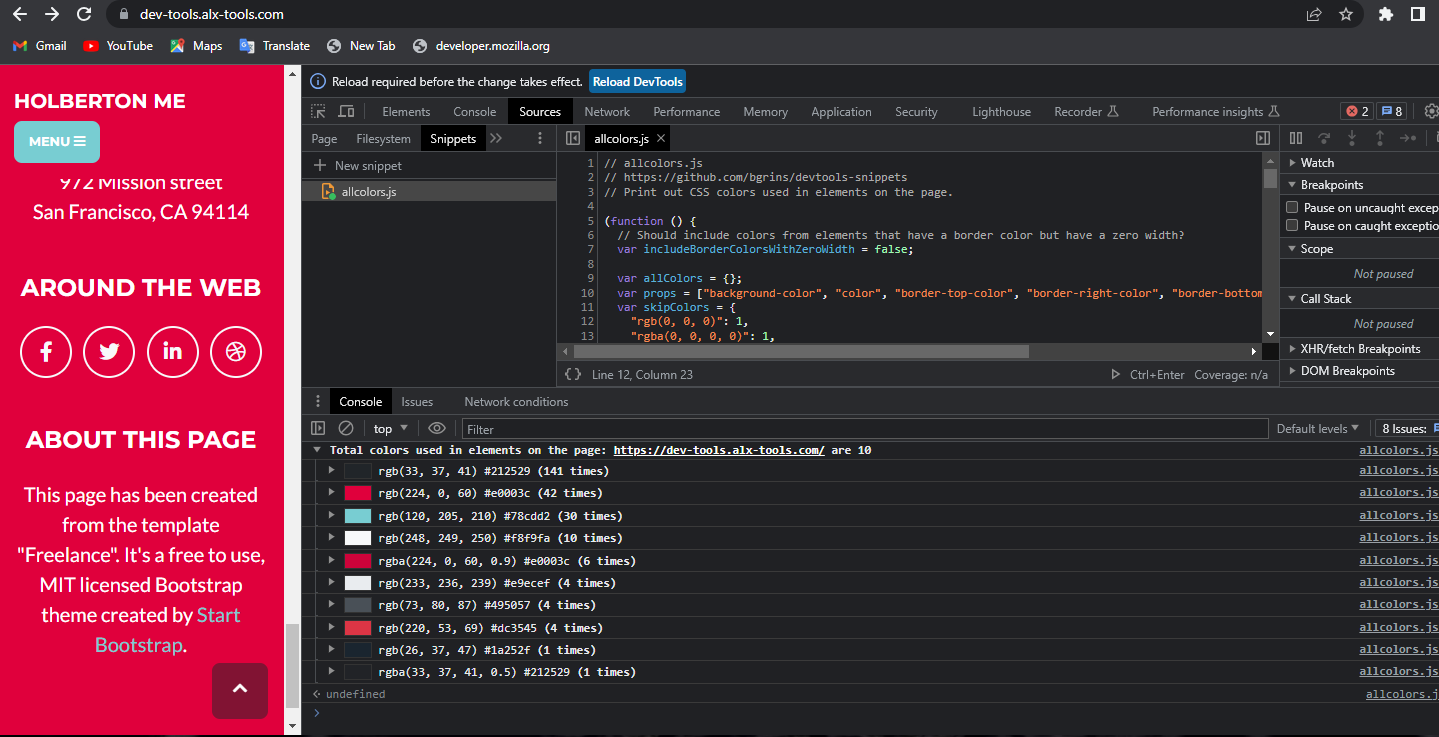 dev-tools.alx-tools.com
Gmail YouTube Maps Translate New Tab developer.mozilla.org
HOLBERTON ME
MENU
972 Mission street
San Francisco, CA 94114
AROUND THE WEB
ABOUT THIS PAGE
This page has been created
from the template
"Freelance". It's a free to use,
MIT licensed Bootstrap
theme created by Start
Bootstrap.
Reload required before the change takes effect. Reload DevTools
Elements Console Sources Network Performance Memory Application Security Lighthouse Recorder Performance insights 2 8
Page Filesystem Snippets allcolors.js
New snippet
allcolors.js
1 // allcolors.js
2 // https://github.com/bgrins/devtools-snippets
3 // Print out CSS colors used in elements on the page.
4
5 (function () {
6 // Should include colors from elements that have a border color but have a zero width?
7 var includeBorderColorsWithZeroWidth = false;
8
9 var allColors = {};
10 var props = ["background-color", "color", "border-top-color", "border-right-color", "border-bottom
11 var skipColors = {
12 "rgb(0, 0, 0)": 1,
13 "rgba(0, 0, 0, 0)": 1,
{} Line 12, Column 23 Ctrl+Enter Coverage: n/a
Watch
Breakpoints
Pause on uncaught excep
Pause on caught exceptio
Scope
Not paused
Call Stack
Not paused
XHR/fetch Breakpoints
DOM Breakpoints
Console Issues Network conditions
top Filter Default levels 8 Issues:
Total colors used in elements on the page: https://dev-tools.alx-tools.com/ are 10 allcolors.js
rgb(33, 37, 41) #212529 (141 times) allcolors.js
rgb(224, 0, 60) #e0003c (42 times) allcolors.js
rgb(120, 205, 210) #78cdd2 (30 times) allcolors.js
rgb(248, 249, 250) #f8f9fa (10 times) allcolors.js
rgba(224, 0, 60, 0.9) #e0003c (6 times) allcolors.js
rgb(233, 236, 239) #e9ecef (4 times) allcolors.js
rgb(73, 80, 87) #495057 (4 times) allcolors.js
rgb(220, 53, 69) #dc3545 (4 times) allcolors.js
rgb(26, 37, 47) #1a252f (1 times) allcolors.js
rgba(33, 37, 41, 0.5) #212529 (1 times) allcolors.js
undefined allcolors.j